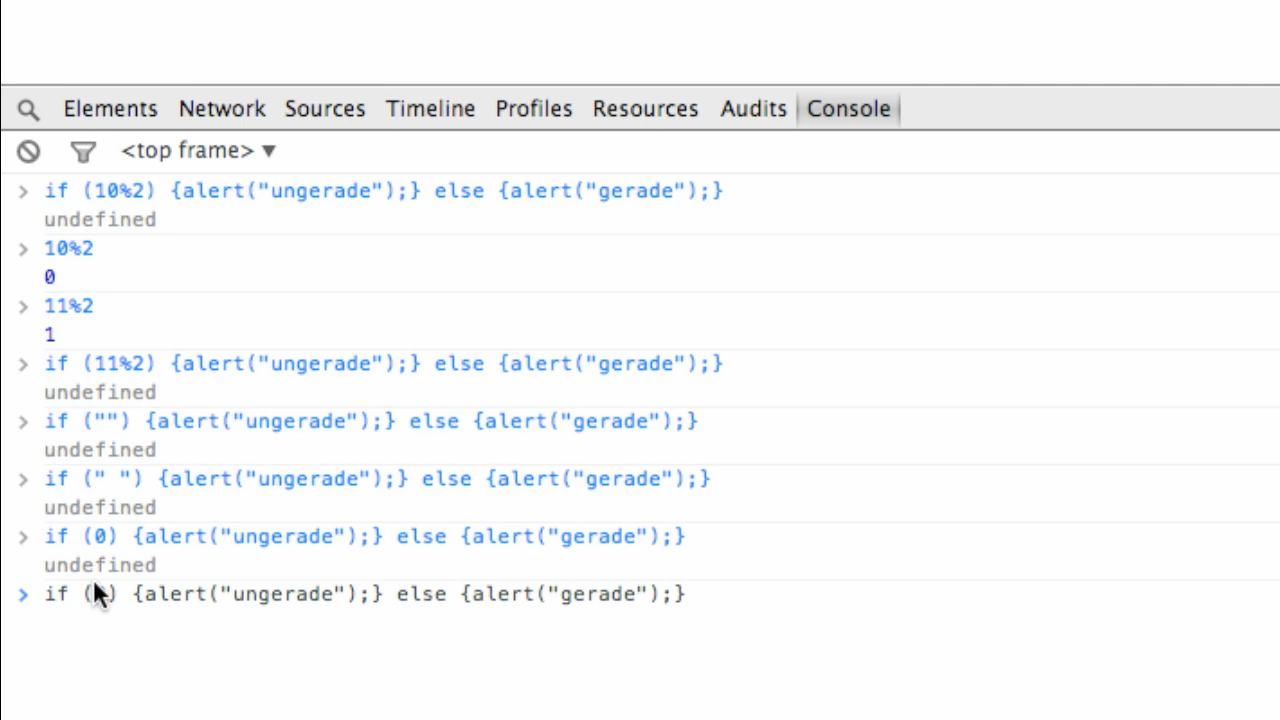 Elements Network Sources Timeline Profiles Resources Audits Console
<top frame> ▼
> if (10%2) {alert("ungerade");} else {alert("gerade");}
undefined
> 10%2
0
> 11%2
1
> if (11%2) {alert("ungerade");} else {alert("gerade");}
undefined
> if ("") {alert("ungerade");} else {alert("gerade");}
undefined
> if (" ") {alert("ungerade");} else {alert("gerade");}
undefined
> if (0) {alert("ungerade");} else {alert("gerade");}
undefined
> if ( ) {alert("ungerade");} else {alert("gerade");}